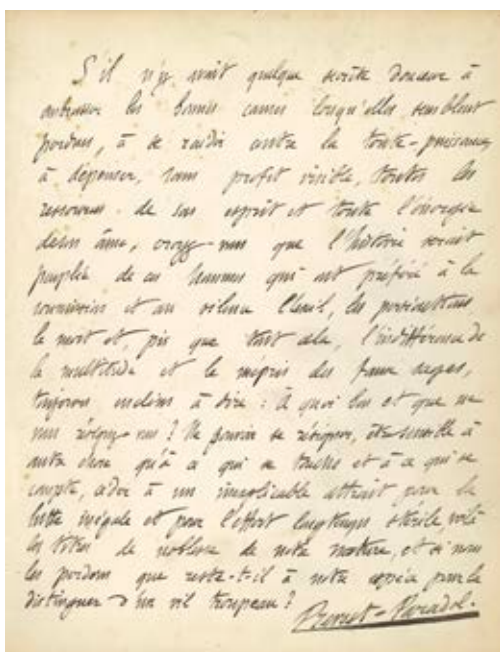 S'il n'y avait quelque secrète douceur à
embrasser les bonnes causes lorsqu'elles semblent
perdues, à se raidir contre la toute-puissance,
à dépenser, sans profit visible, toutes les
ressources de son esprit et toute l'énergie
de son âme, croyez-vous que l'histoire serait
peuplée de ces hommes qui ont préféré à la
soumission et au silence l'exil, les persécutions
la mort et, pis que tout cela, l'indifférence de
la multitude et le mépris des faux sages,
toujours enclins à dire : À quoi bon et que ne
vous résignez-vous ? Ne pouvoir se résigner, être sensible à
autre chose qu'à ce qui se touche et à ce qui se
compte, céder à un inexplicable attrait pour la
lutte inégale et pour l'effort longtemps stérile, voilà
les titres de noblesse de notre nature, et si nous
les perdons que reste-t-il à notre espèce pour la
distinguer d'un vil troupeau ?
Prevost-Paradol.